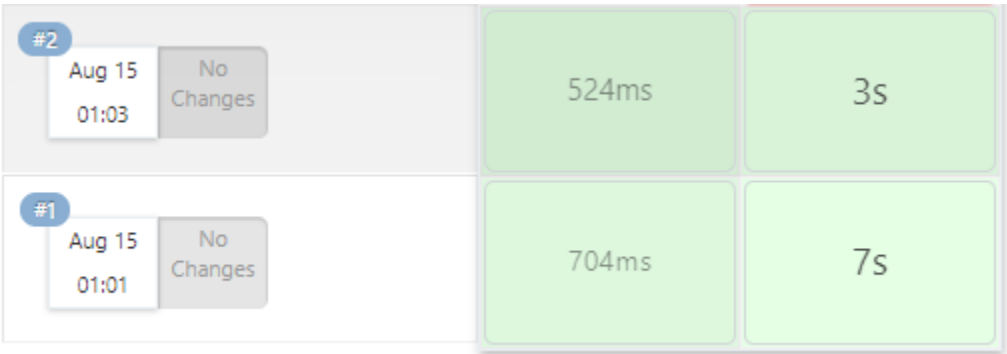 #2
Aug 15
01:03
No
Changes
524ms
3s
#1
Aug 15
01:01
No
Changes
704ms
7s